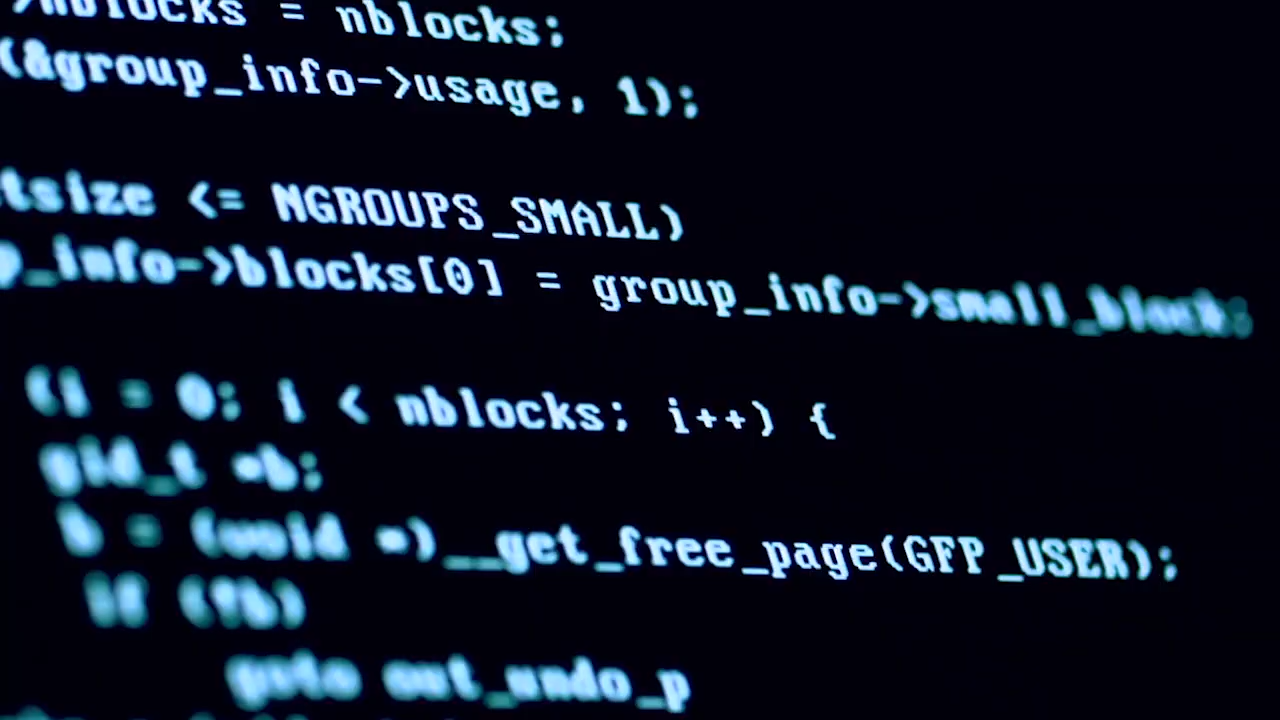 >nblocks = nblocks;
(&group_info->usage, 1);
tsize <= NGROUPS_SMALL)
p_info->blocks[0] = group_info->small_block;
(i = 0; i < nblocks; i++) {
gid_t *b;
b = (void *)__get_free_page(GFP_USER);
if (!b)
goto out_undo_p